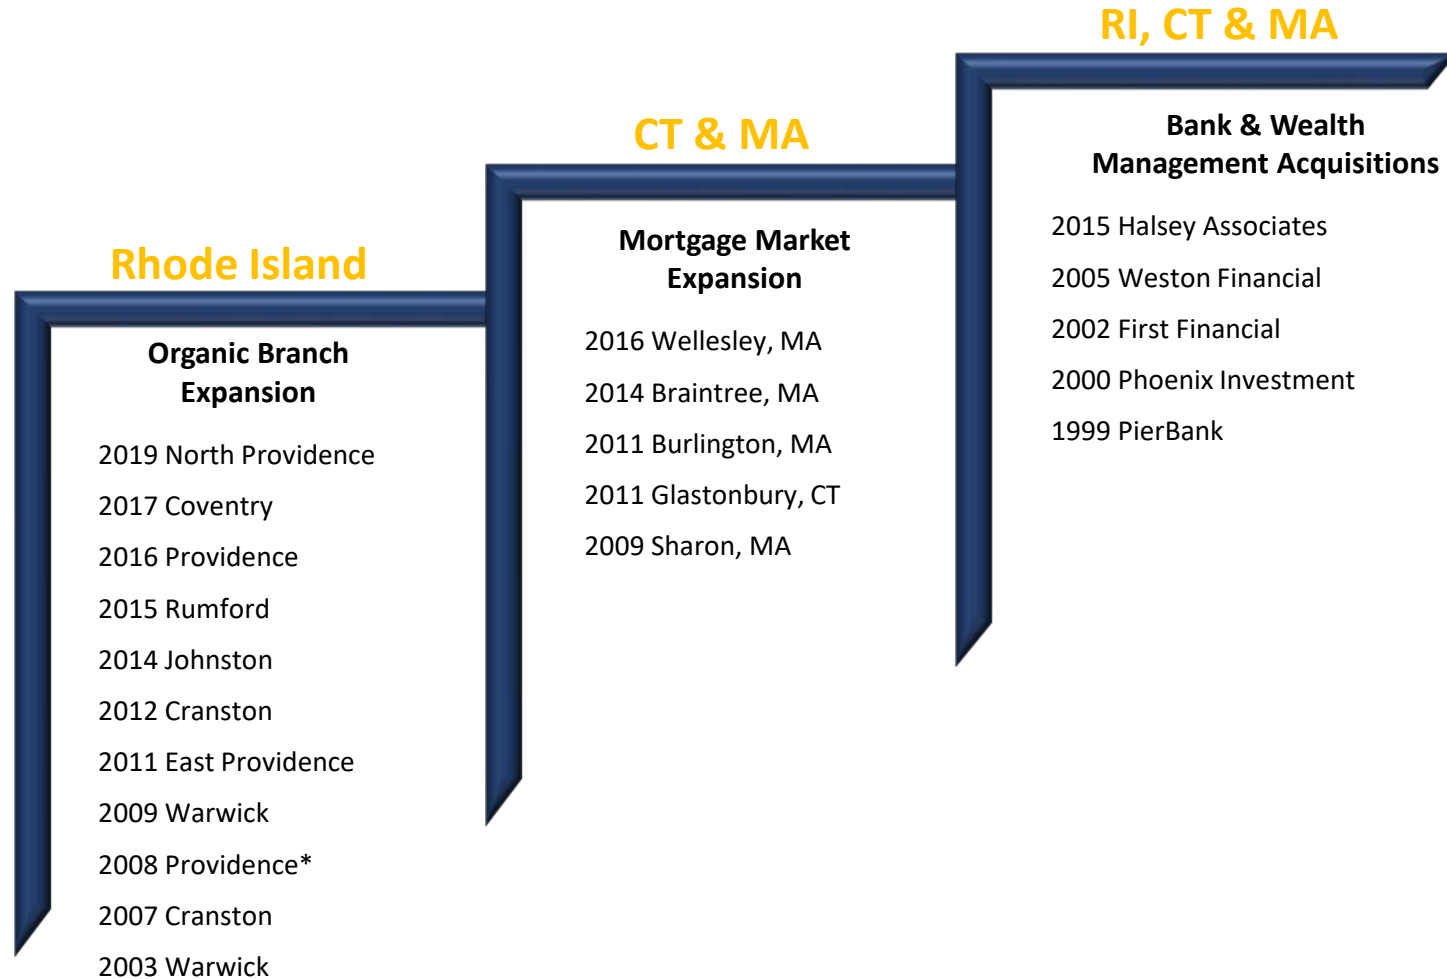 Rhode Island
Organic Branch
Expansion
2019 North Providence
2017 Coventry
2016 Providence
2015 Rumford
2014 Johnston
2012 Cranston
2011 East Providence
2009 Warwick
2008 Providence*
2007 Cranston
2003 Warwick
CT & MA
Mortgage Market
Expansion
2016 Wellesley, MA
2014 Braintree, MA
2011 Burlington, MA
2011 Glastonbury, CT
2009 Sharon, MA
RI, CT & MA
Bank & Wealth
Management Acquisitions
2015 Halsey Associates
2005 Weston Financial
2002 First Financial
2000 Phoenix Investment
1999 PierBank